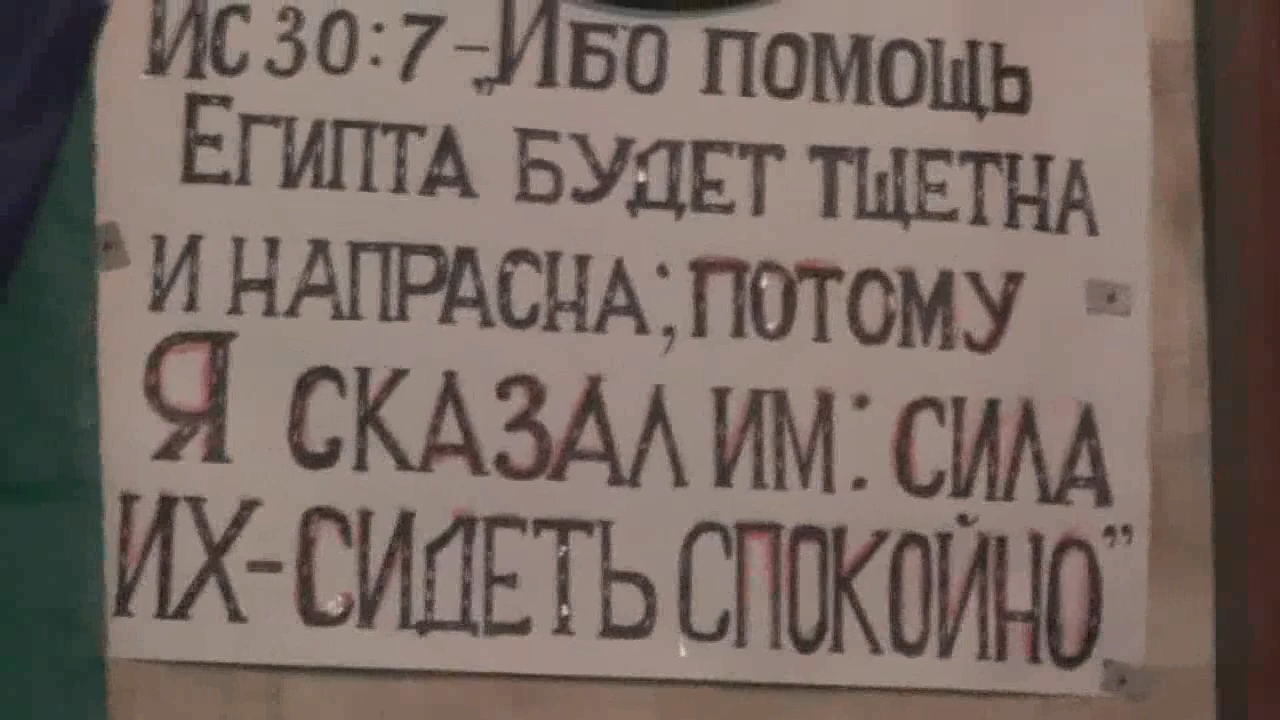 Ис 30:7-„Ибо помощь
Египта будет тщетна
и напрасна; потому
Я сказал им: сила
их-сидеть спокойно”